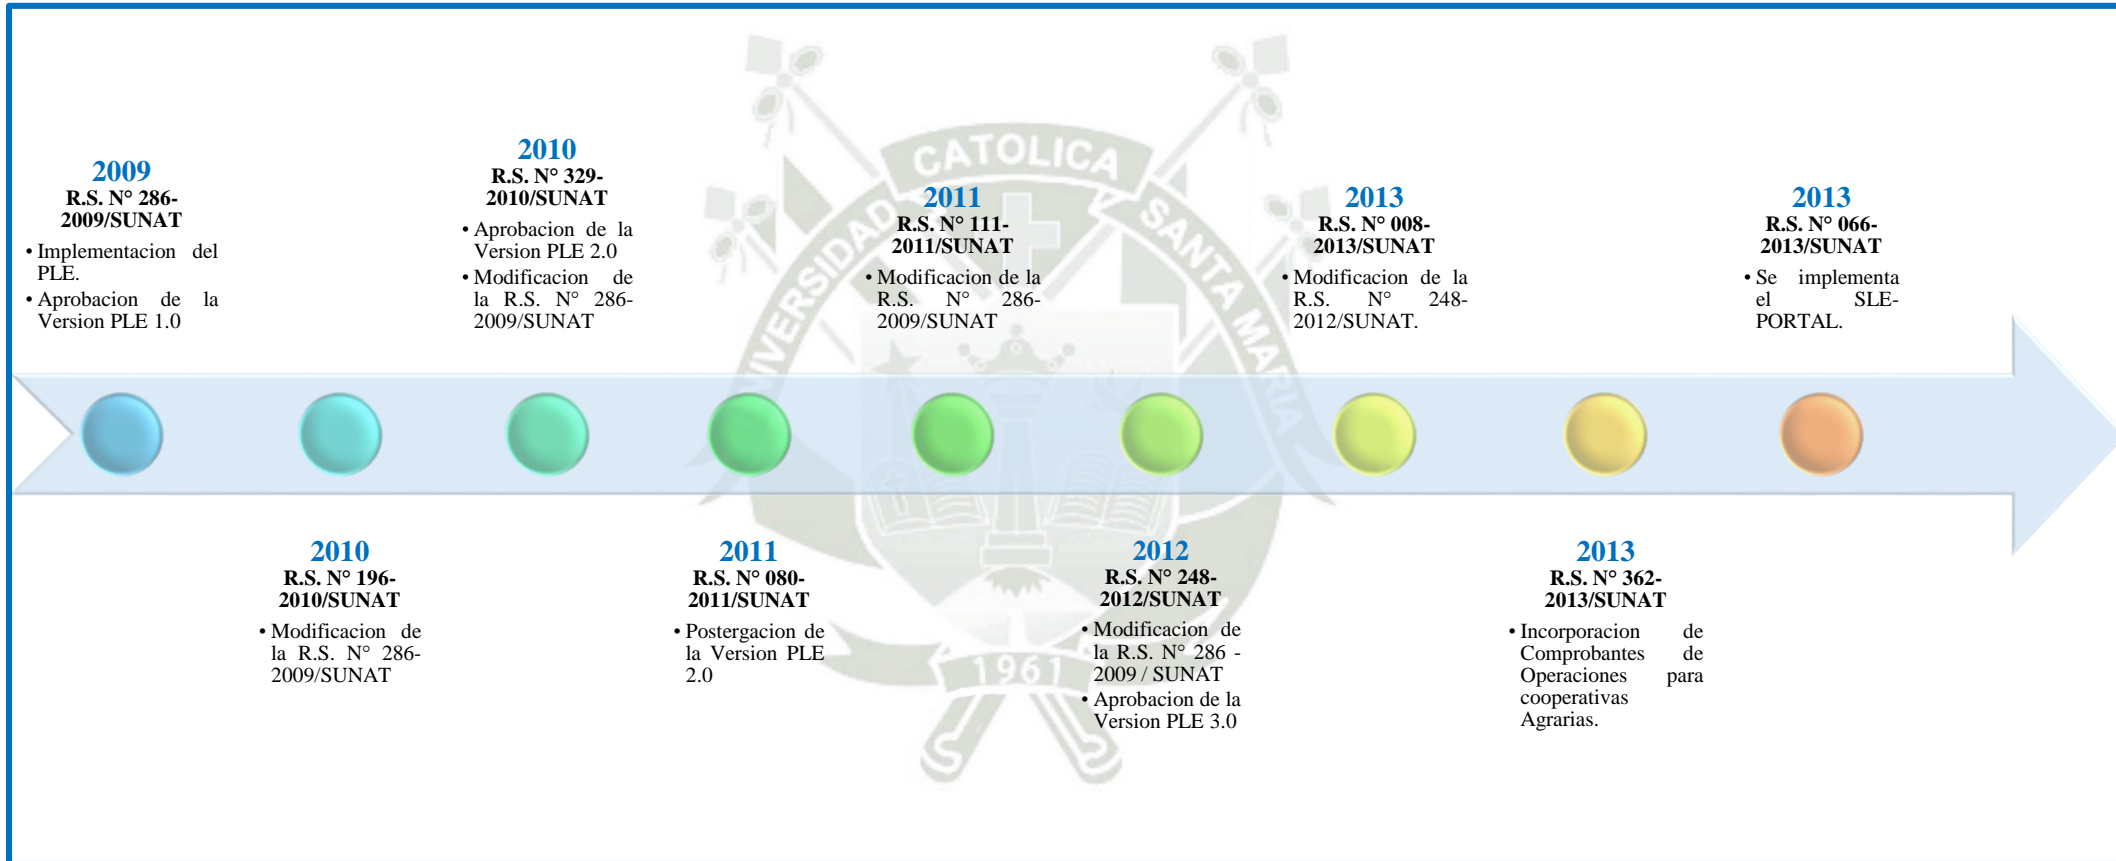 2009
R.S. N° 286-
2009/SUNAT
• Implementacion del
PLE.
• Aprobacion de la
Version PLE 1.0
2010
R.S. N° 196-
2010/SUNAT
• Modificacion de
la R.S. N° 286-
2009/SUNAT
2010
R.S. N° 329-
2010/SUNAT
• Aprobacion de la
Version PLE 2.0
• Modificacion de
la R.S. N° 286-
2009/SUNAT
2011
R.S. N° 080-
2011/SUNAT
• Postergacion de
la Version PLE
2.0
2011
R.S. N° 111-
2011/SUNAT
• Modificacion de la
R.S. N° 286-
2009/SUNAT
2012
R.S. N° 248-
2012/SUNAT
• Modificacion de
la R.S. N° 286 -
2009 / SUNAT
• Aprobacion de la
Version PLE 3.0
2013
R.S. N° 008-
2013/SUNAT
• Modificacion de la
R.S. N° 248-
2012/SUNAT.
2013
R.S. N° 362-
2013/SUNAT
• Incorporacion de
Comprobantes de
Operaciones para
cooperativas
Agrarias.
2013
R.S. N° 066-
2013/SUNAT
• Se implementa
el SLE-
PORTAL.
UNIVERSIDAD CATOLICA SANTA MARIA
1961